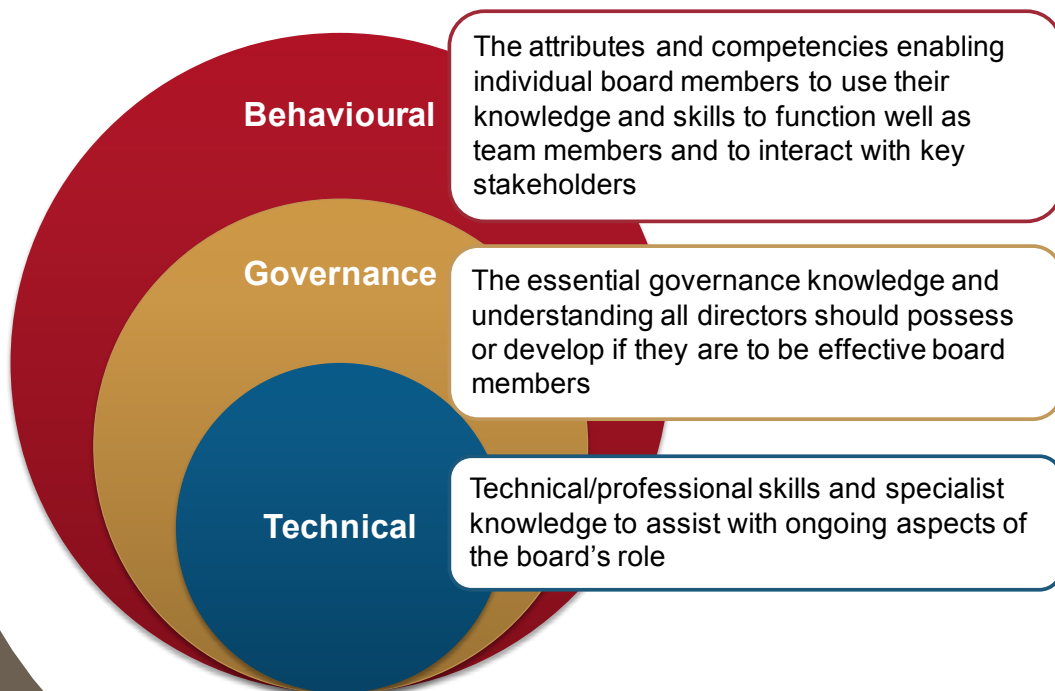 Behavioural
The attributes and competencies enabling
individual board members to use their
knowledge and skills to function well as
team members and to interact with key
stakeholders
Governance
The essential governance knowledge and
understanding all directors should possess
or develop if they are to be effective board
members
Technical
Technical/professional skills and specialist
knowledge to assist with ongoing aspects of
the board’s role